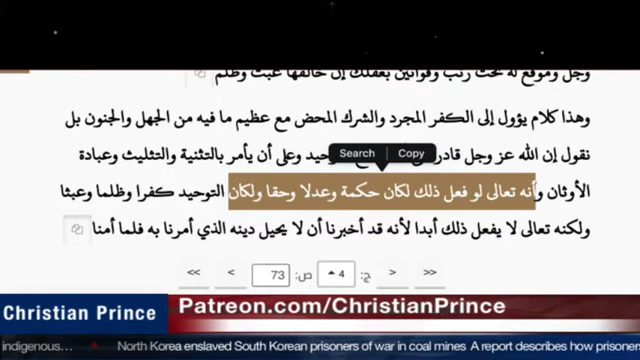 وجل وموقع له تحت رتب وقوانين بعقلك إن خالفها عبث وظلم
وهذا كلام يؤول إلى الكفر المجرد والشرك المحض مع عظيم ما فيه من الجهل والجنون بل
نقول إن الله عز وجل قادر وحيد وعلى أن يأمر بالتثنية والتثليث وعبادة
Search Copy
الأوثان وأنه تعالى لو فعل ذلك لكان حكمة وعدلا وحقا ولكان التوحيد كفرا وظلما وعبثا
ولكنه تعالى لا يفعل ذلك أبدا لأنه قد أخبرنا أن لا يحيل دينه الذي أمرنا به فلما أمنا
<< < 73 ص: 4 ج: > >>
Christian Prince Patreon.com/ChristianPrince
indigenous... North Korea enslaved South Korean prisoners of war in coal mines A report describes how prisoner